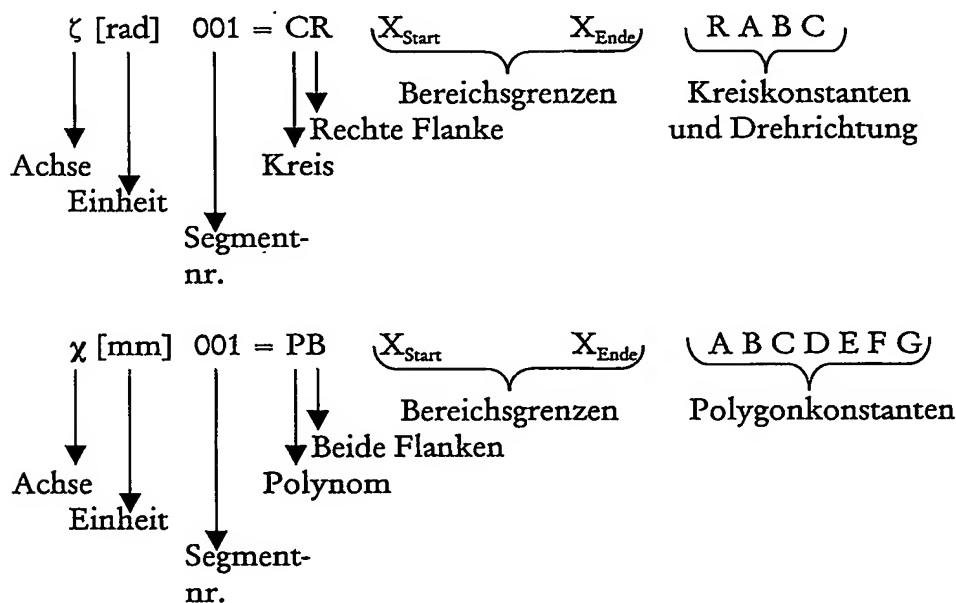 ζ [rad] 001 = CR X_Start X_Ende R A B C
Bereichsgrenzen Kreiskonstanten
Rechte Flanke und Drehrichtung
Achse Kreis
Einheit
Segment-
nr.
χ [mm] 001 = PB X_Start X_Ende A B C D E F G
Bereichsgrenzen Polygonkonstanten
Beide Flanken
Achse Polynom
Einheit
Segment-
nr.